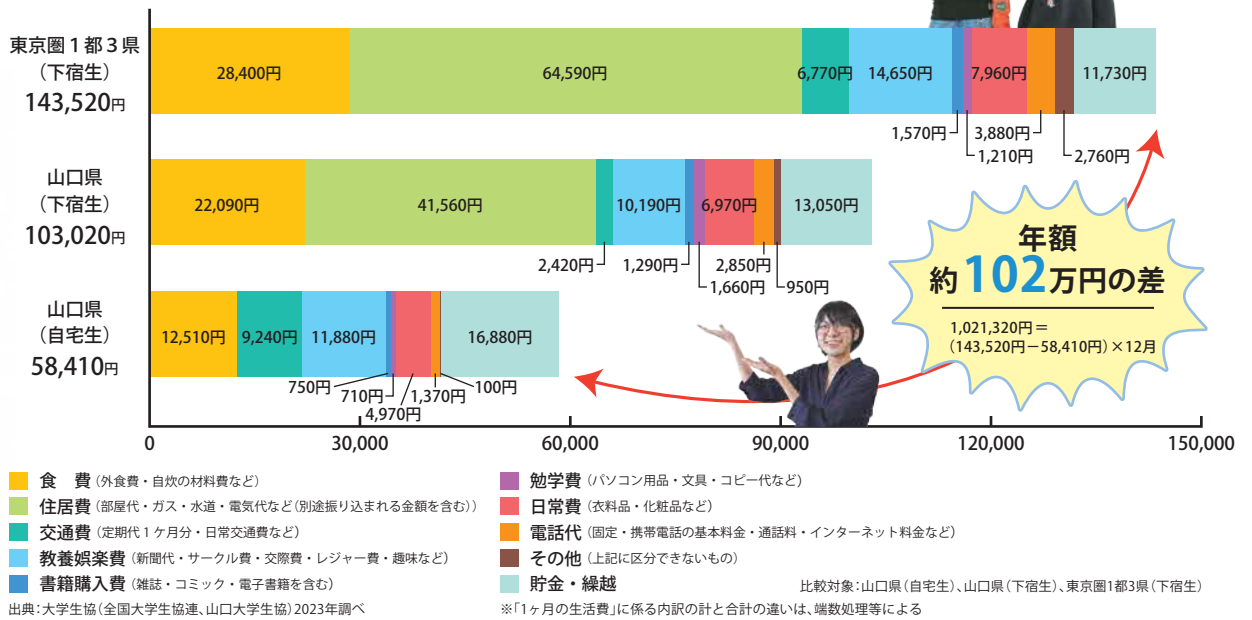 東京圏1都3県
(下宿生)
143,520円
28,400円
64,590円
6,770円
14,650円
7,960円
11,730円
1,570円
3,880円
1,210円
2,760円
山口県
(下宿生)
103,020円
22,090円
41,560円
10,190円
6,970円
13,050円
2,420円
1,290円
2,850円
1,660円
950円
年額
約102万円の差
1,021,320円=
(143,520円−58,410円)×12月
山口県
(自宅生)
58,410円
12,510円
9,240円
11,880円
16,880円
750円
710円
4,970円
1,370円
100円
0
30,000
60,000
90,000
120,000
150,000
食 費(外食費・自炊の材料費など)
住居費(部屋代・ガス・水道・電気代など(別途振り込まれる金額を含む))
交通費(定期代1ケ月分・日常交通費など)
教養娯楽費(新聞代・サークル費・交際費・レジャー費・趣味など)
書籍購入費(雑誌・コミック・電子書籍を含む)
勉学費(パソコン用品・文具・コピー代など)
日常費(衣料品・化粧品など)
電話代(固定・携帯電話の基本料金・通話料・インターネット料金など)
その他(上記に区分できないもの)
貯金・繰越
比較対象:山口県(自宅生)、山口県(下宿生)、東京圏1都3県(下宿生)
出典:大学生協(全国大学生協連、山口大学生協)2023年調べ
※「1ヶ月の生活費」に係る内訳の計と合計の違いは、端数処理等による